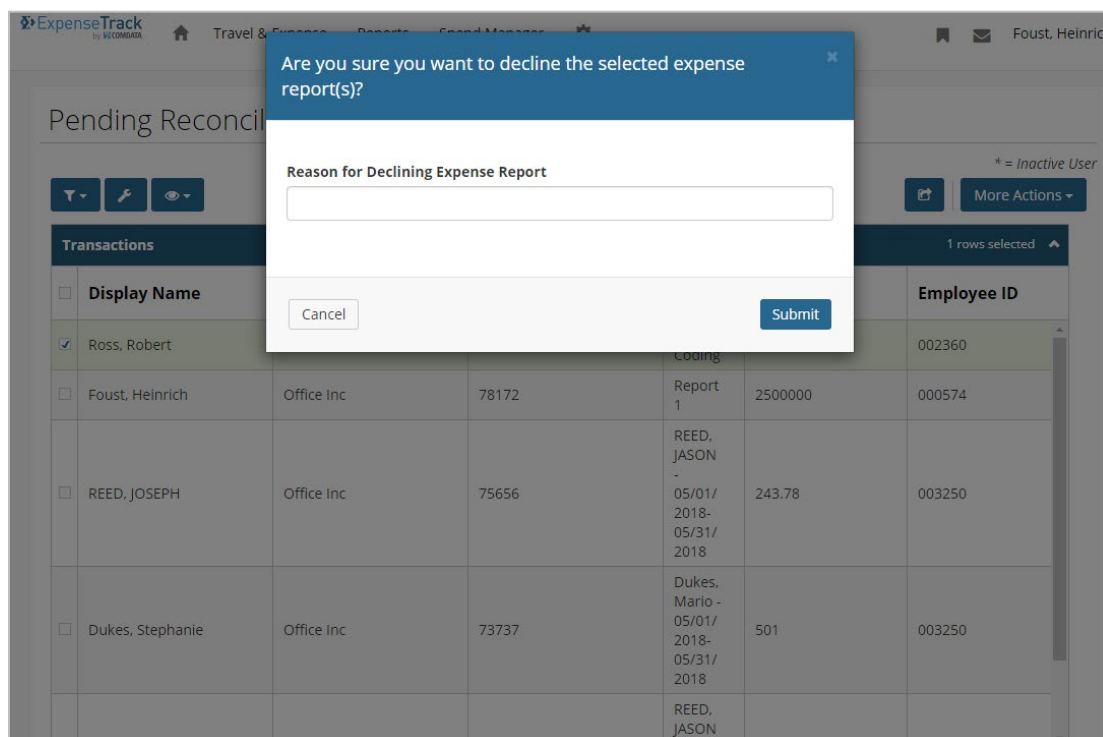 ExpenseTrack
by COMDATA
Travel & Expense Reports Spend Manager
Foust, Heinric
Are you sure you want to decline the selected expense
report(s)?
×
Pending Reconcil
Reason for Declining Expense Report
* = Inactive User
More Actions
Transactions
1 rows selected
Cancel
Submit
Display Name
Employee ID
Ross, Robert
Coding
002360
Foust, Heinrich
Office Inc
78172
Report
1
2500000
000574
REED, JOSEPH
Office Inc
75656
REED,
JASON
-
05/01/
2018-
05/31/
2018
243.78
003250
Dukes, Stephanie
Office Inc
73737
Dukes,
Mario -
05/01/
2018-
05/31/
2018
501
003250
REED,
JASON